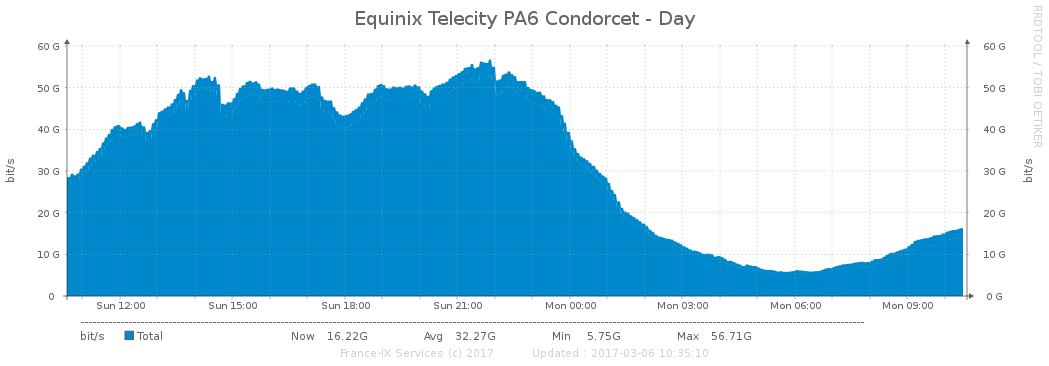 Equinix Telecity PA6 Condorcet - Day
RRDTOOL / TOBI OETIKER
bit/s
60 G
50 G
40 G
30 G
20 G
10 G
0
60 G
50 G
40 G
30 G
20 G
10 G
0 G
bit/s
Sun 12:00 Sun 15:00 Sun 18:00 Sun 21:00 Mon 00:00 Mon 03:00 Mon 06:00 Mon 09:00
bit/s Total Now 16.22G Avg 32.27G Min 5.75G Max 56.71G
France-IX Services (c) 2017 Updated : 2017-03-06 10:35:10